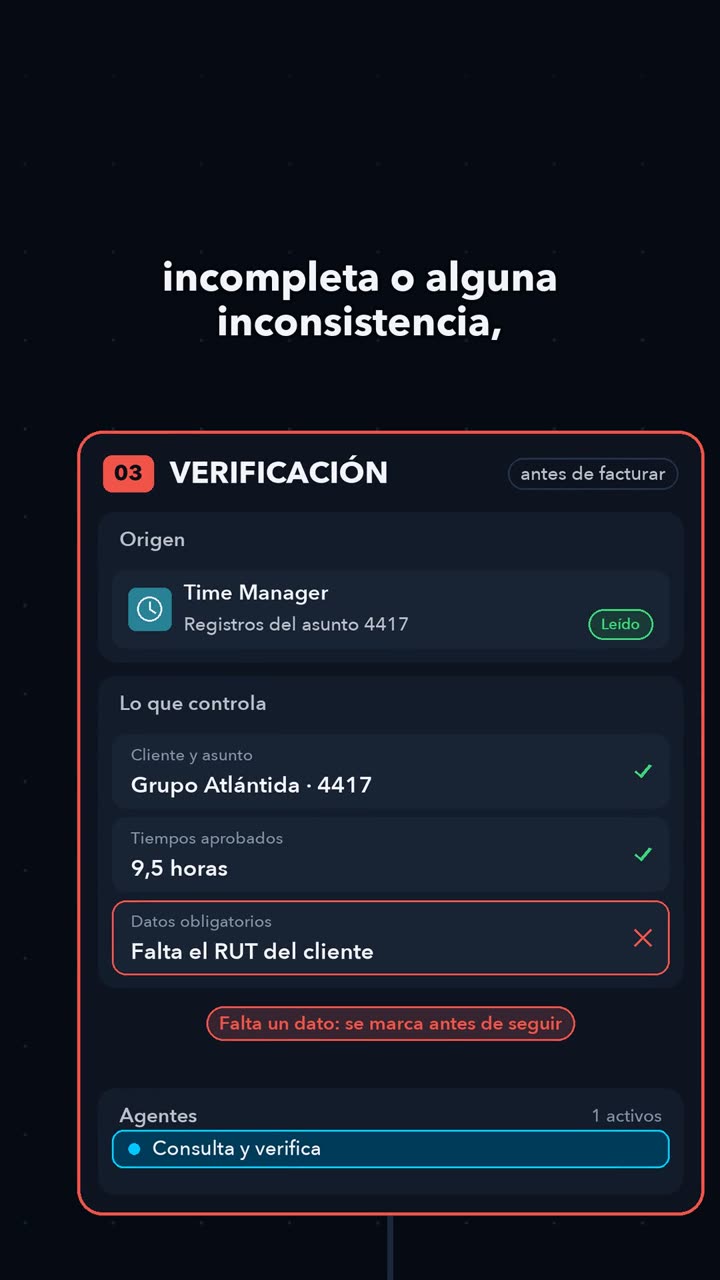 incompleta o alguna
inconsistencia,
03 VERIFICACIÓN antes de facturar
Origen
Time Manager
Registros del asunto 4417 Leído
Lo que controla
Cliente y asunto
Grupo Atlántida · 4417
Tiempos aprobados
9,5 horas
Datos obligatorios
Falta el RUT del cliente
Falta un dato: se marca antes de seguir
Agentes 1 activos
Consulta y verifica